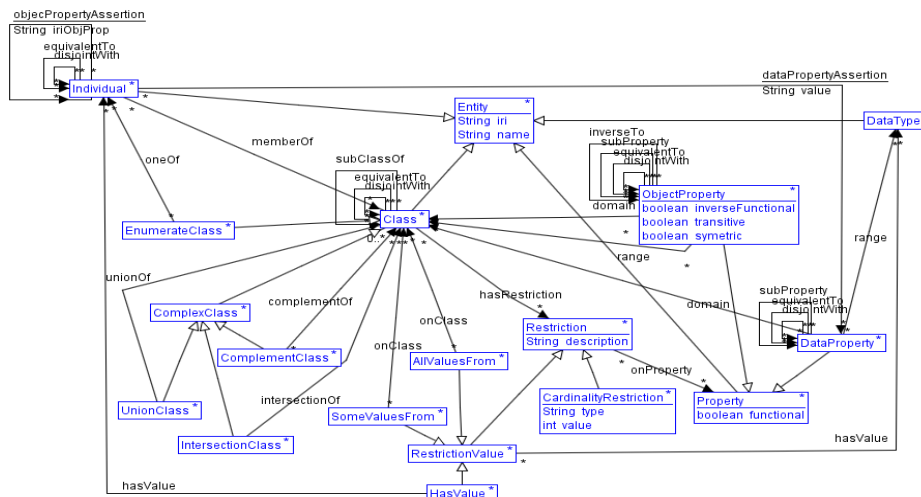 objecPropertyAssertion
String iriObjProp
equivalentTo
disjointWith
Individual *
dataPropertyAssertion
String value
Entity *
String iri
String name
DataType *
memberOf
oneOf
EnumerateClass *
subClassOf
equivalentTo
disjointWith
Class *
0..*
inverseTo
subProperty
equivalentTo
disjointWith
ObjectProperty *
boolean inverseFunctional
boolean transitive
boolean symetric
domain
range
range
unionOf
complementOf
hasRestriction
domain
subProperty
equivalentTo
disjointWith
DataProperty *
ComplexClass *
ComplementClass *
onClass
onClass
AllValuesFrom *
Restriction *
String description
onProperty
CardinalityRestriction *
String type
int value
Property *
boolean functional
UnionClass *
intersectionOf
SomeValuesFrom *
IntersectionClass *
RestrictionValue *
hasValue
hasValue
HasValue *